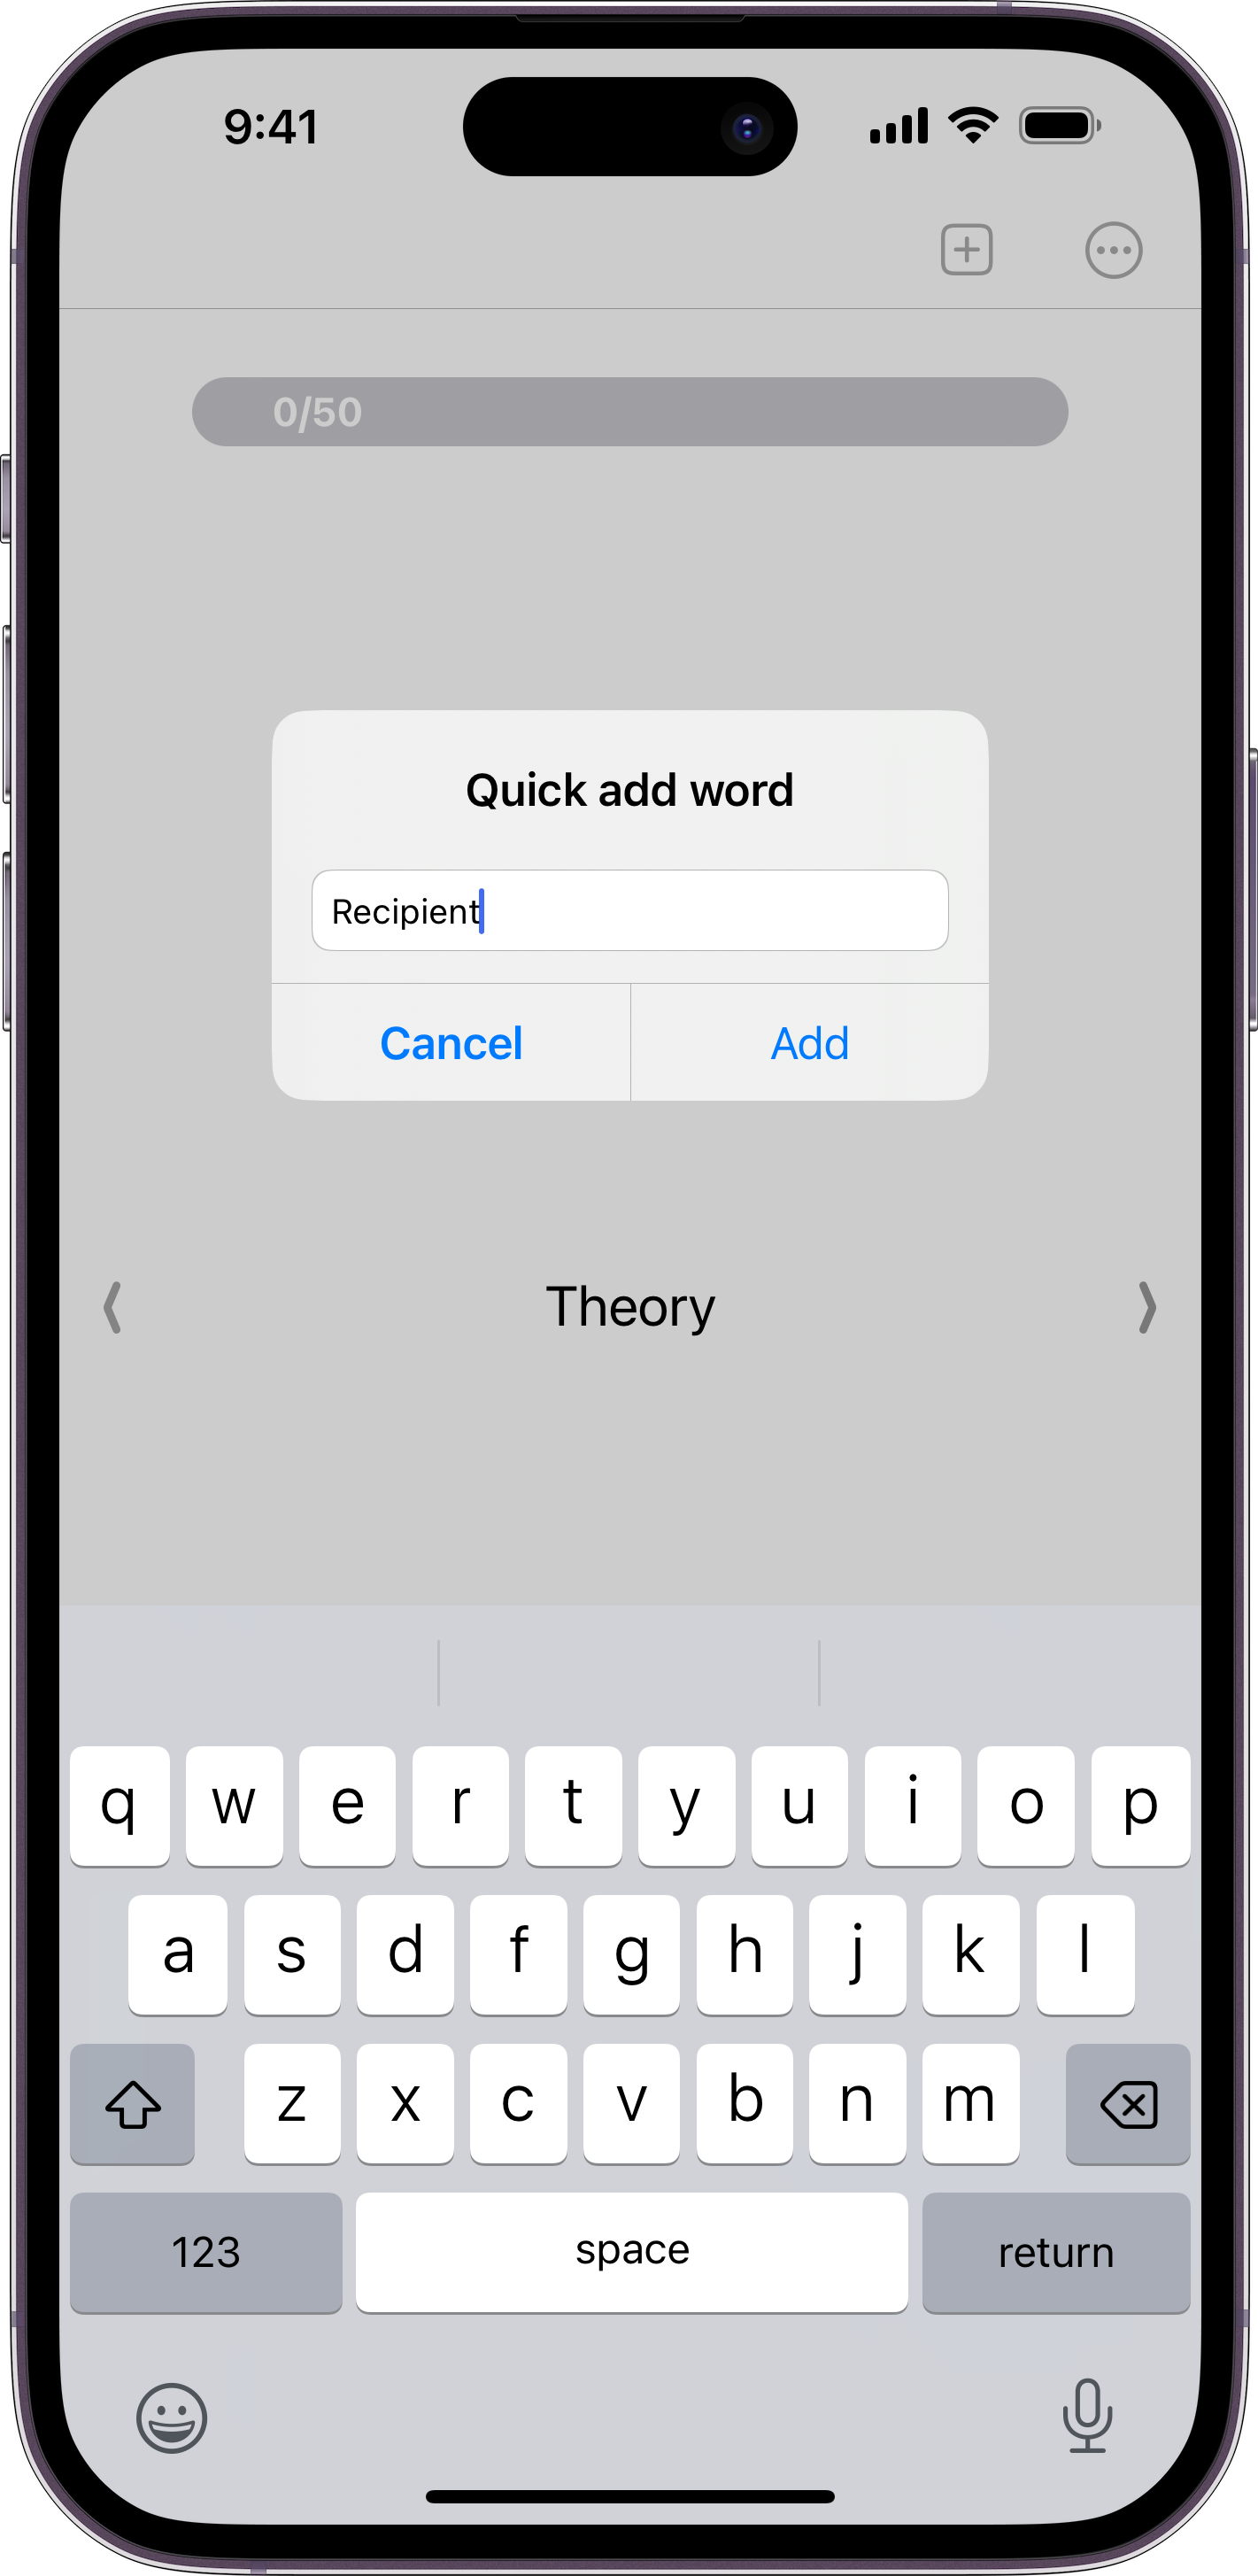 9:41
0/50
Quick add word
Recipient
Cancel Add
Theory
q w e r t y u i o p
a s d f g h j k l
z x c v b n m
123 space return